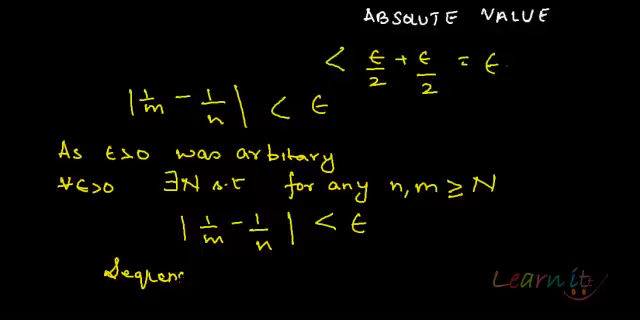 ABSOLUTE VALUE
< ε/2 + ε/2 = ε
|1/m - 1/n| < ε
As ε>0 was arbitary
∀ε>0 ∃N s.t for any n,m ≥ N
|1/m - 1/n| < ε
Sequen
Learnit